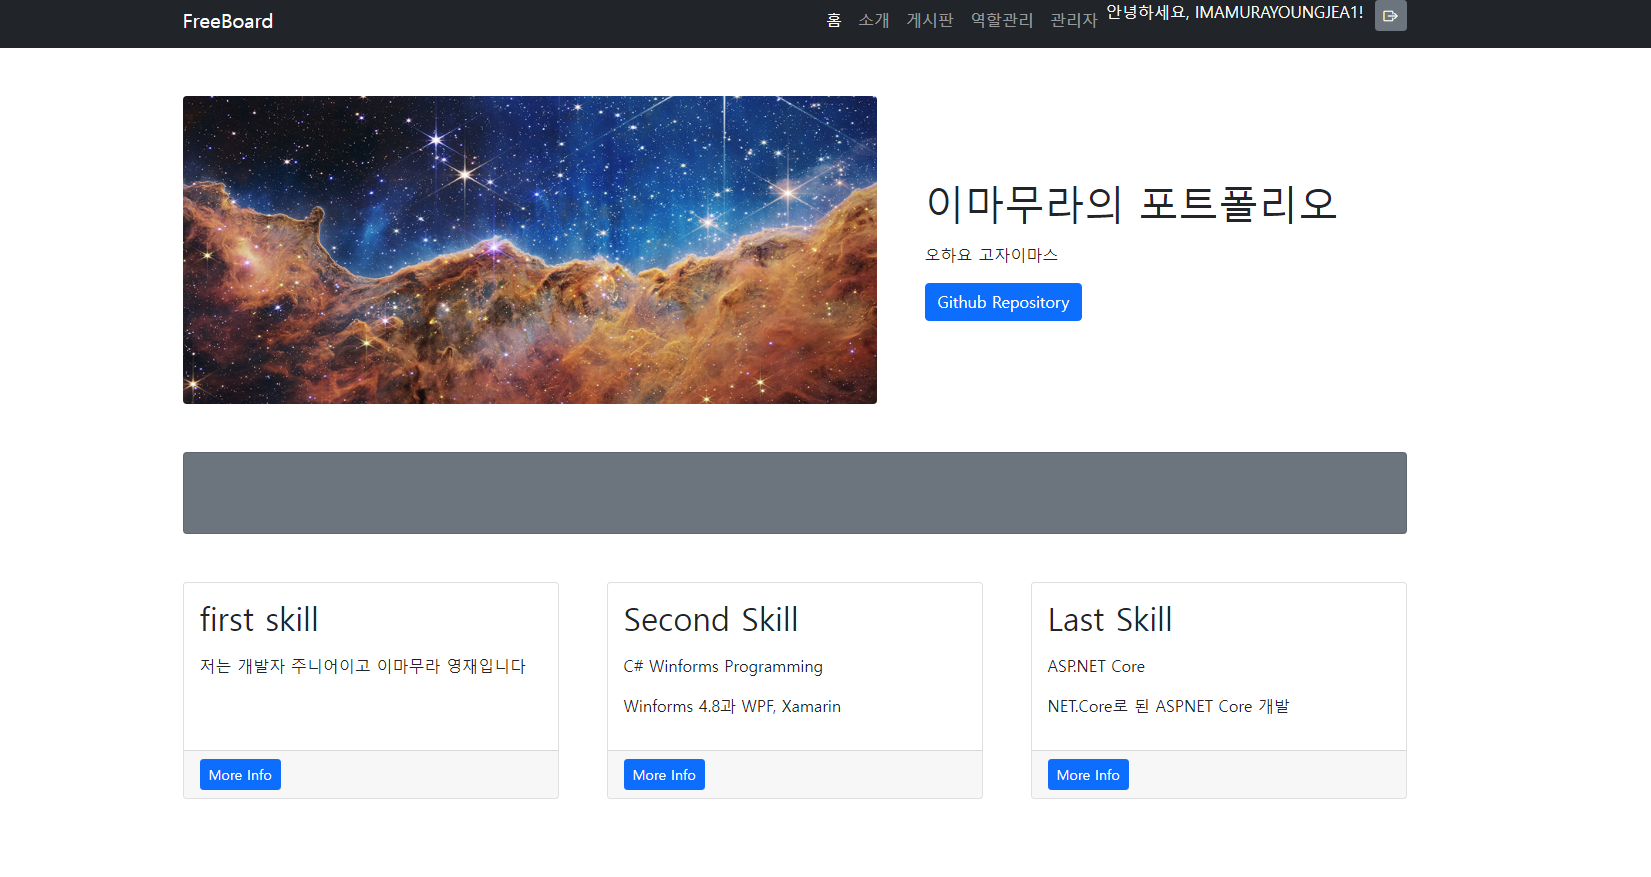 FreeBoard
홈 소개 게시판 역할관리 관리자 안녕하세요, IMAMURAYOUNGJEA1!
이마무라의 포트폴리오
오하요 고자이마스
Github Repository
first skill
저는 개발자 주니어이고 이마무라 영재입니다
More Info
Second Skill
C# Winforms Programming
Winforms 4.8과 WPF, Xamarin
More Info
Last Skill
ASP.NET Core
NET.Core로 된 ASPNET Core 개발
More Info